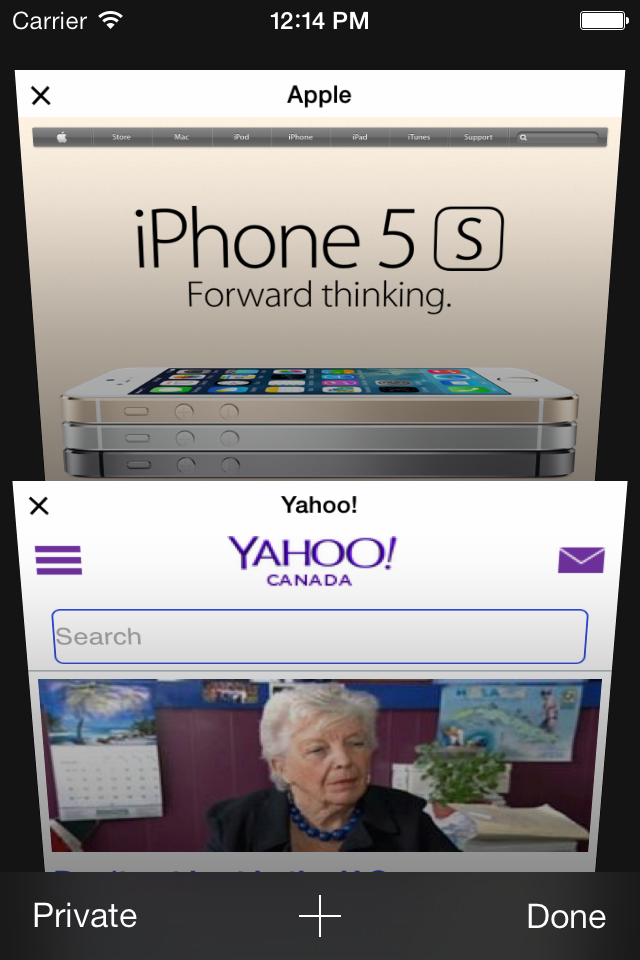 Carrier 12:14 PM
Apple
Store Mac iPod iPhone iPad iTunes Support
iPhone 5 S
Forward thinking.
Yahoo!
YAHOO!
CANADA
Search
Private Done